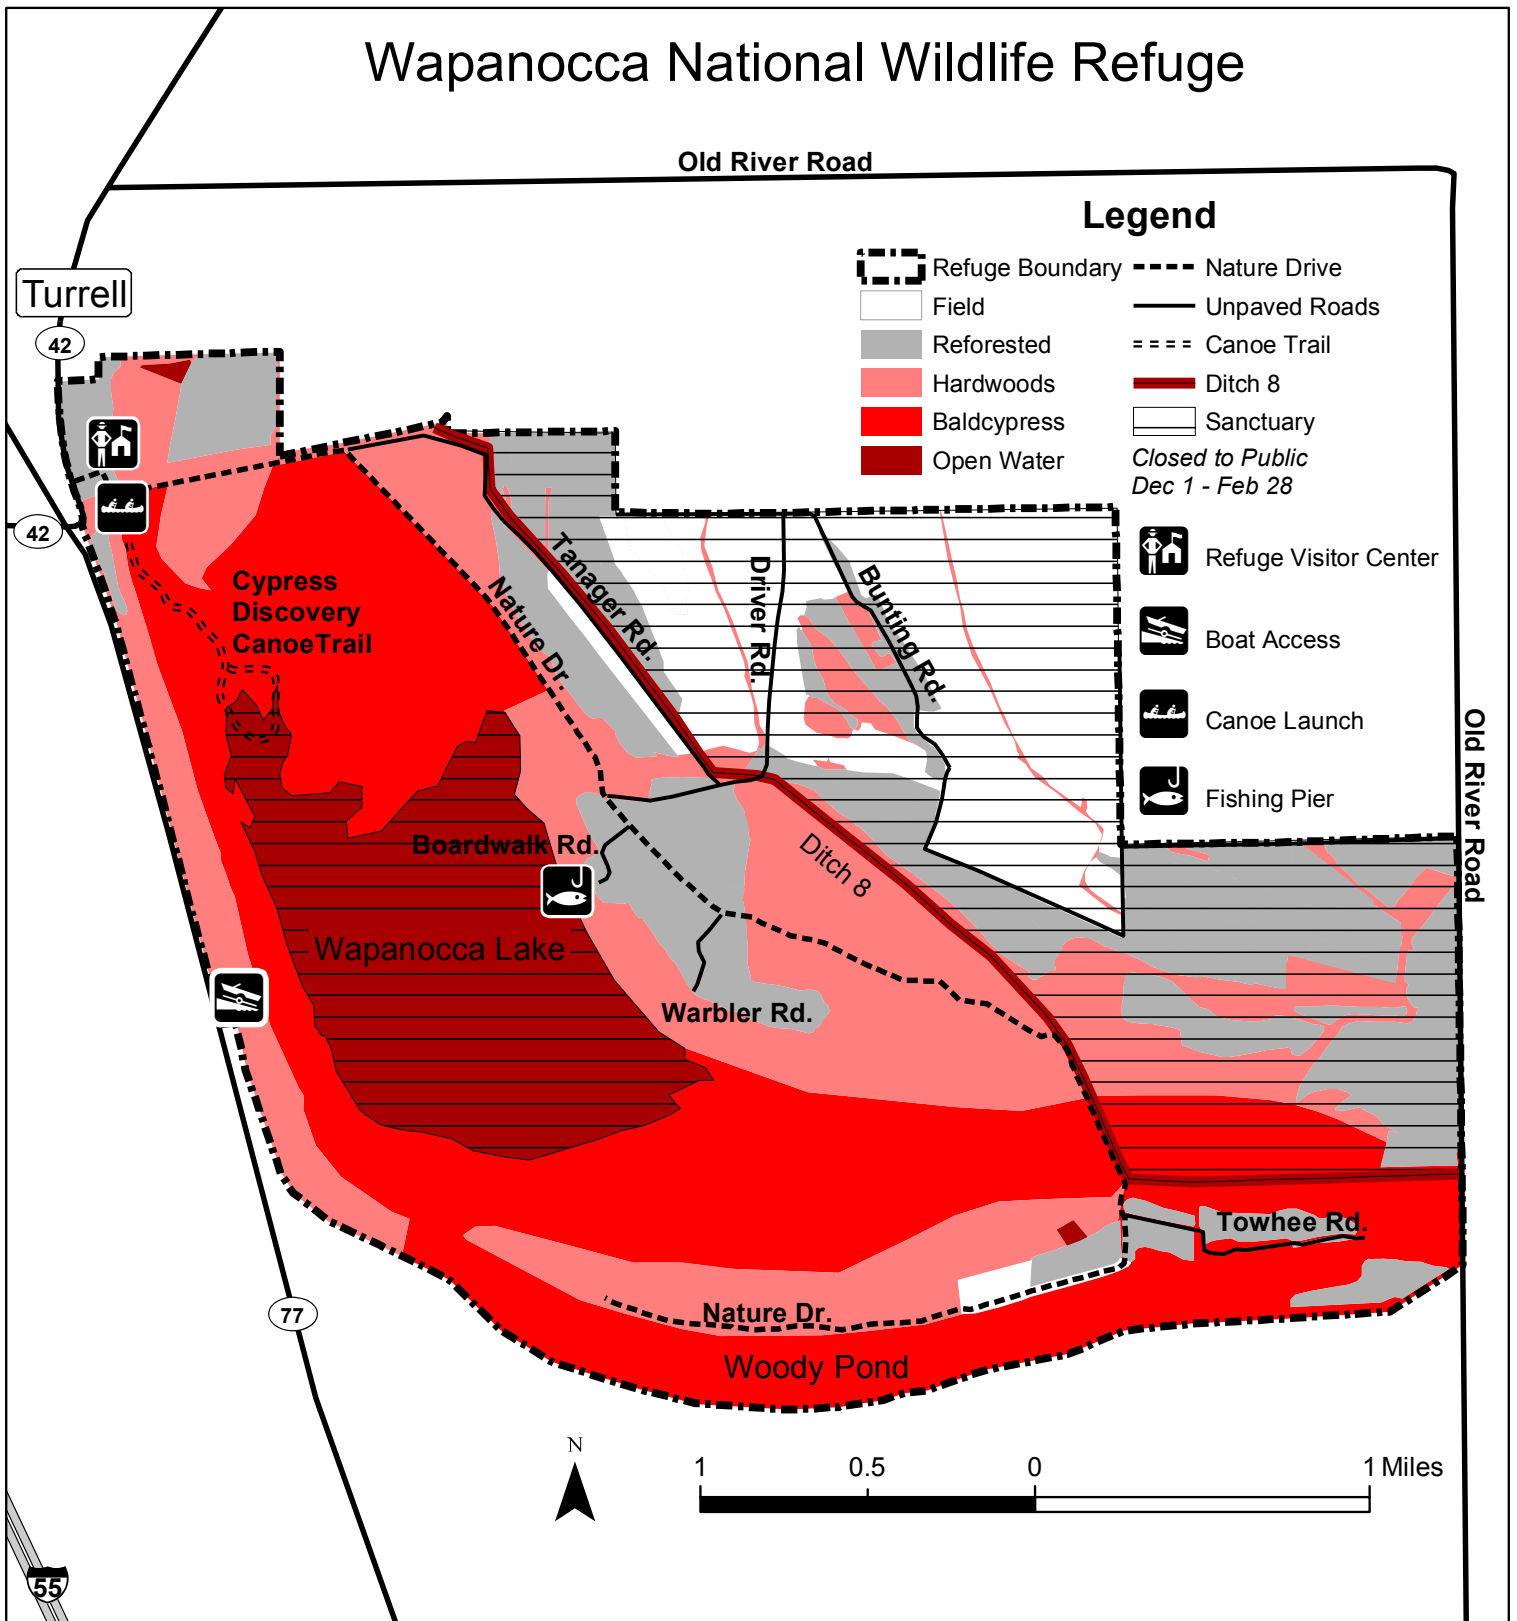 Wapanocca National Wildlife Refuge
Old River Road
Legend
Refuge Boundary
Field
Reforested
Hardwoods
Baldcypress
Open Water
Nature Drive
Unpaved Roads
Canoe Trail
Ditch 8
Sanctuary
Closed to Public
Dec 1 - Feb 28
Refuge Visitor Center
Boat Access
Canoe Launch
Fishing Pier
Turrell
42
42
Cypress
Discovery
CanoeTrail
Nature Dr.
Tanager Rd.
Driver Rd.
Bunting Rd.
Old River Road
Boardwalk Rd.
Ditch 8
Wapanocca Lake
Warbler Rd.
Towhee Rd.
Nature Dr.
Woody Pond
77
55
N
1 0.5 0 1 Miles